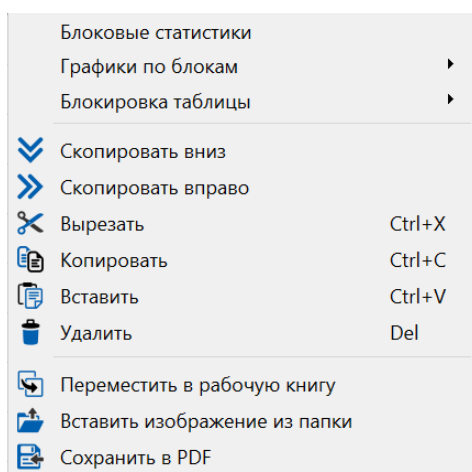 Блоковые статистики
Графики по блокам
Блокировка таблицы
Скопировать вниз
Скопировать вправо
Вырезать Ctrl+X
Копировать Ctrl+C
Вставить Ctrl+V
Удалить Del
Переместить в рабочую книгу
Вставить изображение из папки
Сохранить в PDF